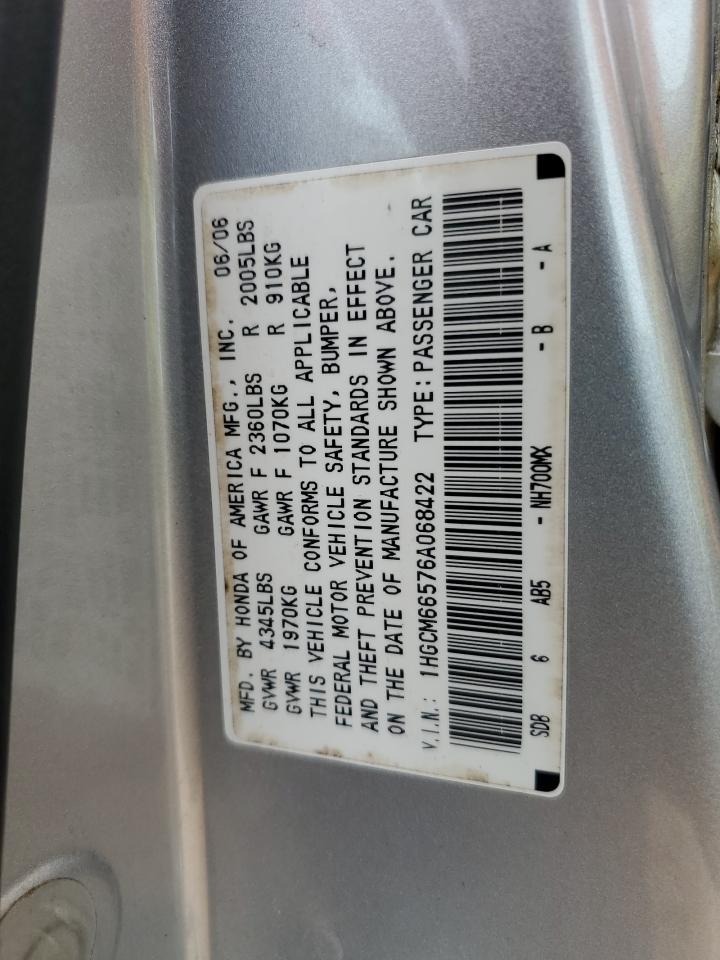 MFD. BY HONDA OF AMERICA MFG., INC. 06/06
GVWR 4345LBS GAWR F 2360LBS R 2005LBS
GVWR 1970KG GAWR F 1070KG R 910KG
THIS VEHICLE CONFORMS TO ALL APPLICABLE
FEDERAL MOTOR VEHICLE SAFETY, BUMPER,
AND THEFT PREVENTION STANDARDS IN EFFECT
ON THE DATE OF MANUFACTURE SHOWN ABOVE.
V.I.N.: 1HGCM66576A068422 TYPE: PASSENGER CAR
SDB 6 AB5 - NH700MX - B - A